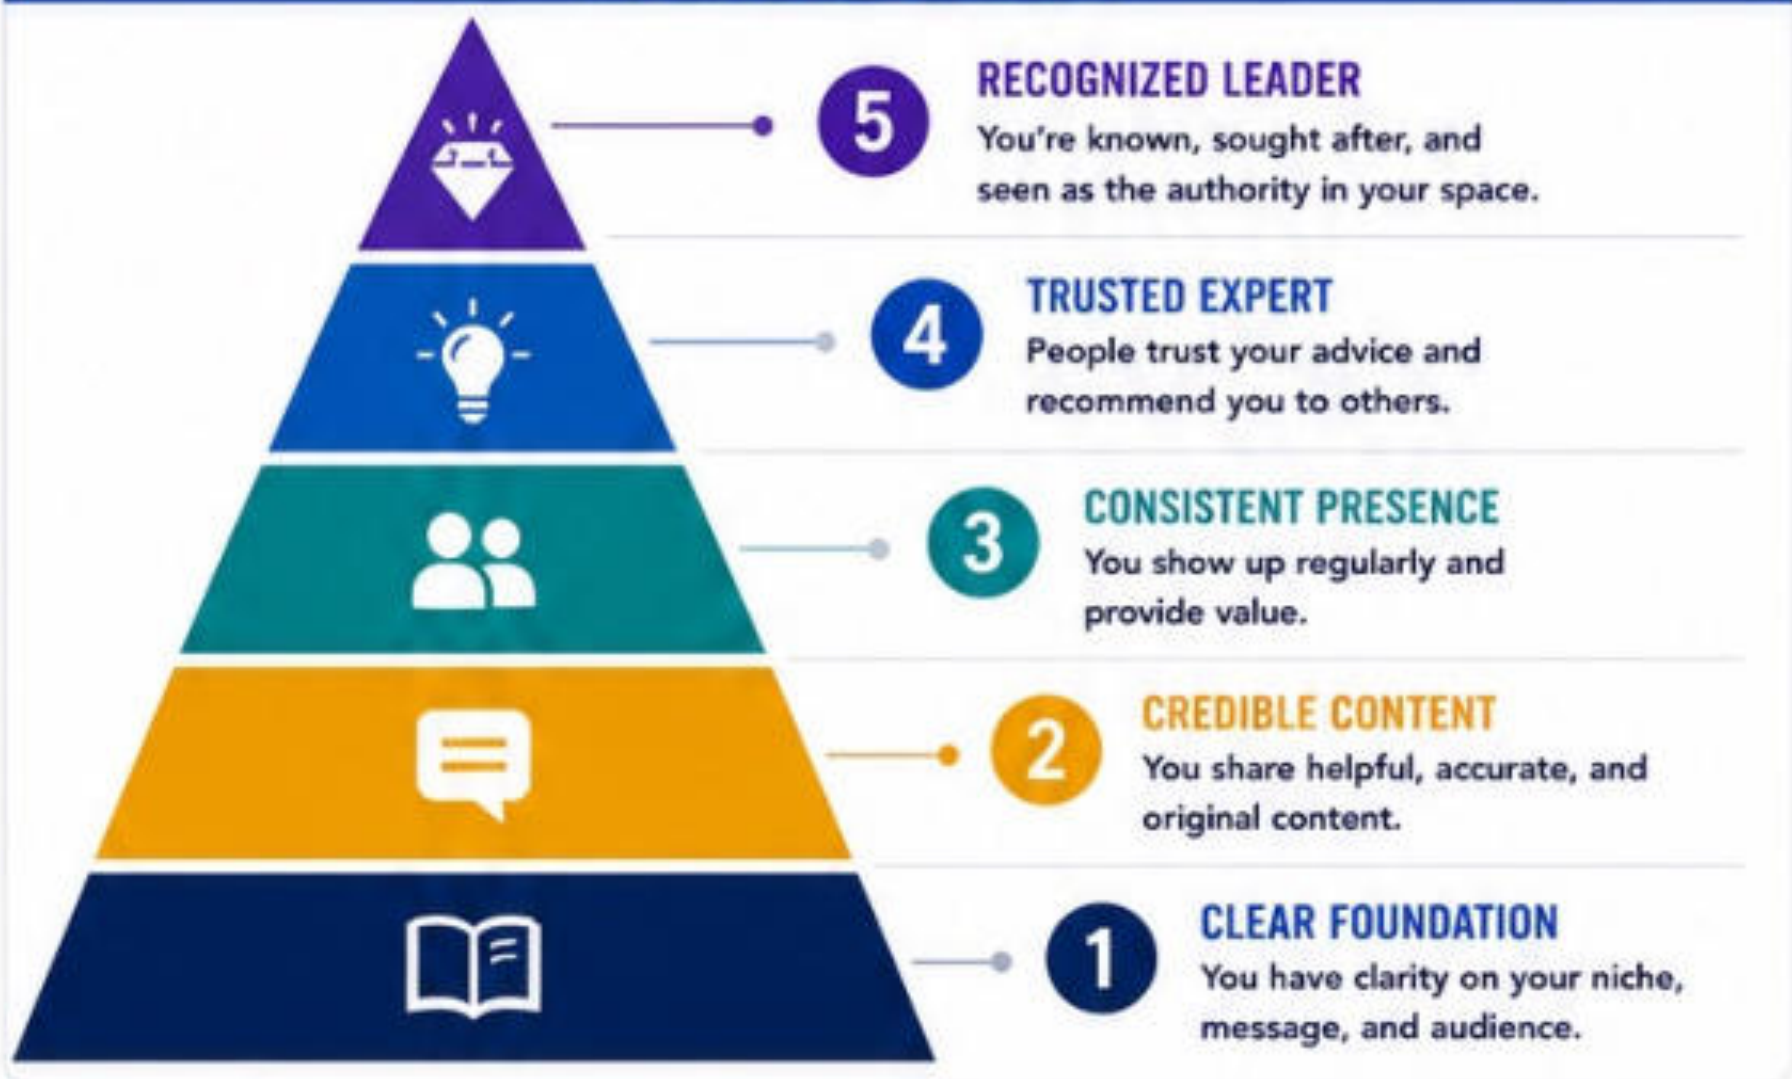 5
RECOGNIZED LEADER
You're known, sought after, and
seen as the authority in your space.
4
TRUSTED EXPERT
People trust your advice and
recommend you to others.
3
CONSISTENT PRESENCE
You show up regularly and
provide value.
2
CREDIBLE CONTENT
You share helpful, accurate, and
original content.
1
CLEAR FOUNDATION
You have clarity on your niche,
message, and audience.